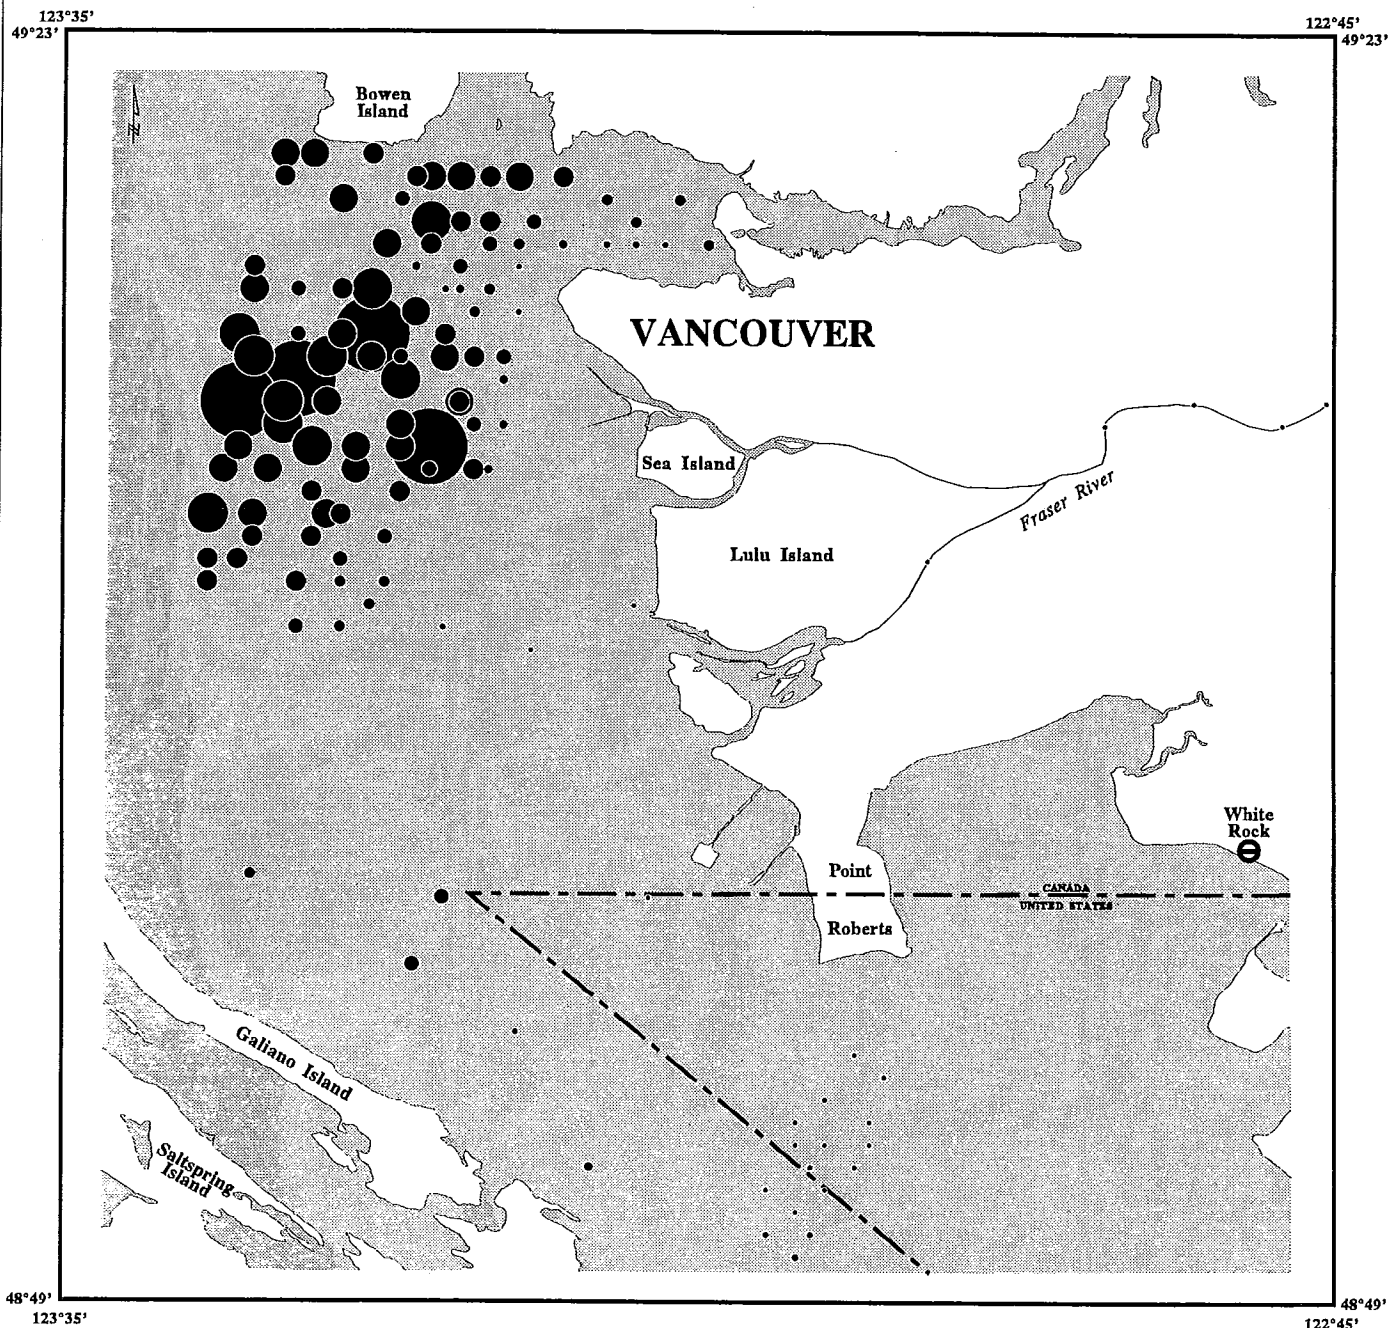 123°35'
122°45'
49°23'
49°23'
Bowen
Island
VANCOUVER
Sea Island
Fraser River
Lulu Island
White
Rock
Point
CANADA
UNITED STATES
Roberts
Galiano Island
Saltspring
Island
48°49'
48°49'
123°35'
122°45'